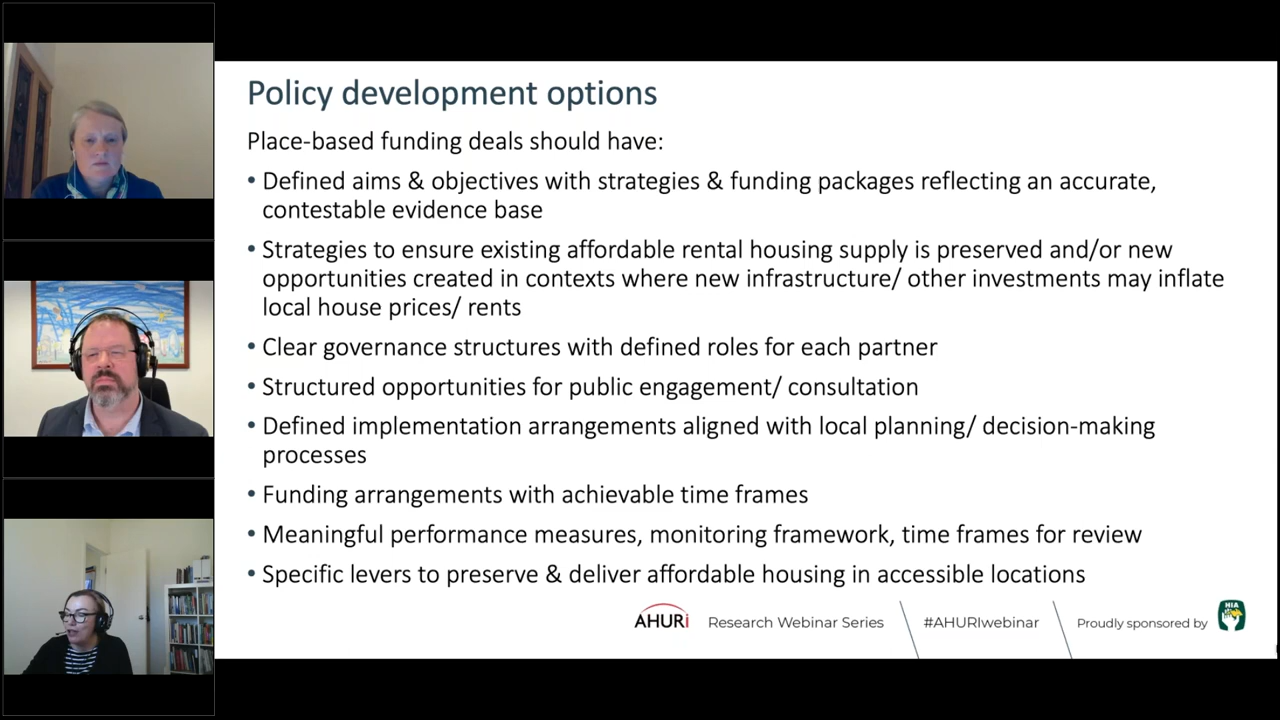 Policy development options
Place-based funding deals should have:
• Defined aims & objectives with strategies & funding packages reflecting an accurate,
contestable evidence base
• Strategies to ensure existing affordable rental housing supply is preserved and/or new
opportunities created in contexts where new infrastructure/ other investments may inflate
local house prices/ rents
• Clear governance structures with defined roles for each partner
• Structured opportunities for public engagement/ consultation
• Defined implementation arrangements aligned with local planning/ decision-making
processes
• Funding arrangements with achievable time frames
• Meaningful performance measures, monitoring framework, time frames for review
• Specific levers to preserve & deliver affordable housing in accessible locations
AHURi Research Webinar Series #AHURIwebinar Proudly sponsored by HIA